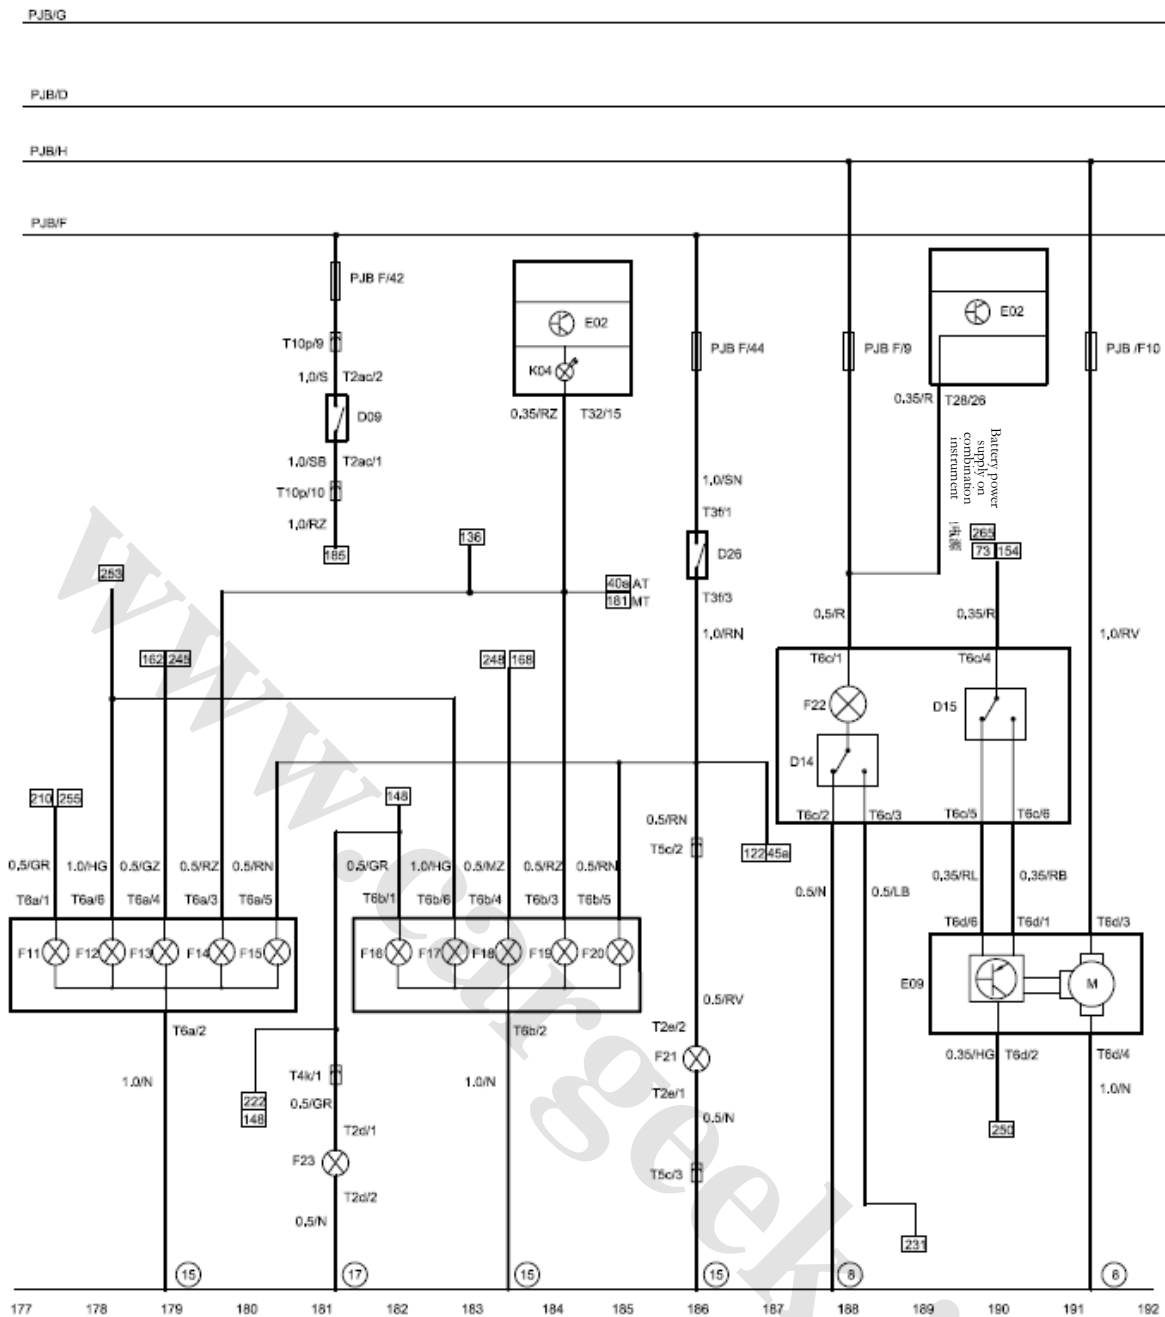 PJB/G
PJB/D
PJB/H
PJB/F
PJB F/42
T10p/9
1,0/S T2ac/2
D09
1,0/SB T2ac/1
T10p/10
1,0/RZ
185
E02
K04
0,35/RZ T32/15
PJB F/44
PJB F/9
E02
PJB /F10
0,35/R T28/26
Battery power
supply on
combination
instrument
1,0/SN
T3f/1
D26
T3f/3
1,0/RN
136
253
40a AT
181 MT
265
73 154
0,5/R
0,35/R
1,0/RV
162 245
248 168
T6c/1
T6c/4
F22
D15
D14
T6c/2
T6c/3
T6c/5
T6c/6
210 255
148
0,5/RN
T5c/2
122 45a
0,5/GR 1,0/HG 0,5/GZ 0,5/RZ 0,5/RN
0,5/GR 1,0/HG 0,5/MZ 0,5/RZ 0,5/RN
T6a/1 T6a/6 T6a/4 T6a/3 T6a/5
T6b/1 T6b/6 T6b/4 T6b/3 T6b/5
0,5/N
0,5/LB
0,35/RL
0,35/RB
T6d/6
T6d/1
T6d/3
F11 F12 F13 F14 F15
F16 F17 F18 F19 F20
E09
M
T6a/2
T6b/2
0,5/RV
T2e/2
F21
T2e/1
0,5/N
T5c/3
0,35/HG T6d/2
T6d/4
1,0/N
250
1.0/N
1.0/N
T4k/1
0,5/GR
222
148
T2d/1
F23
T2d/2
0,5/N
231
15
17
15
15
8
8
177 178 179 180 181 182 183 184 185 186 187 188 189 190 191 192
www.cargeek